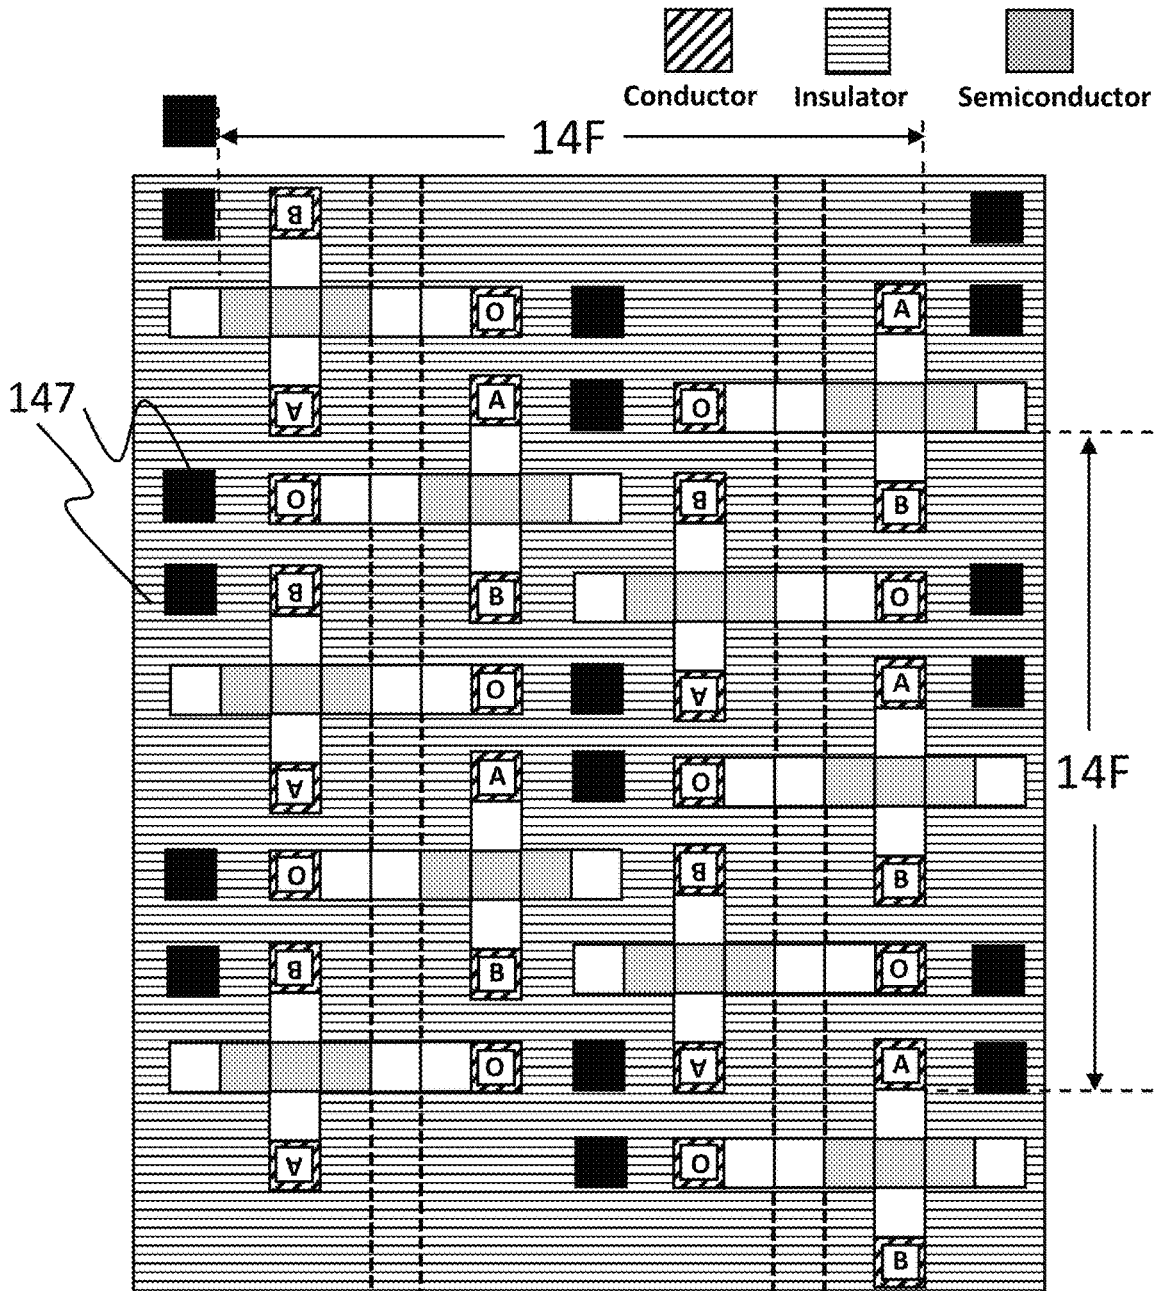 Conductor Insulator Semiconductor
14F
B
O A
147 A A O
O B B
B B O
O A A
A A O 14F
O B B
B B O
O A A
A O
B